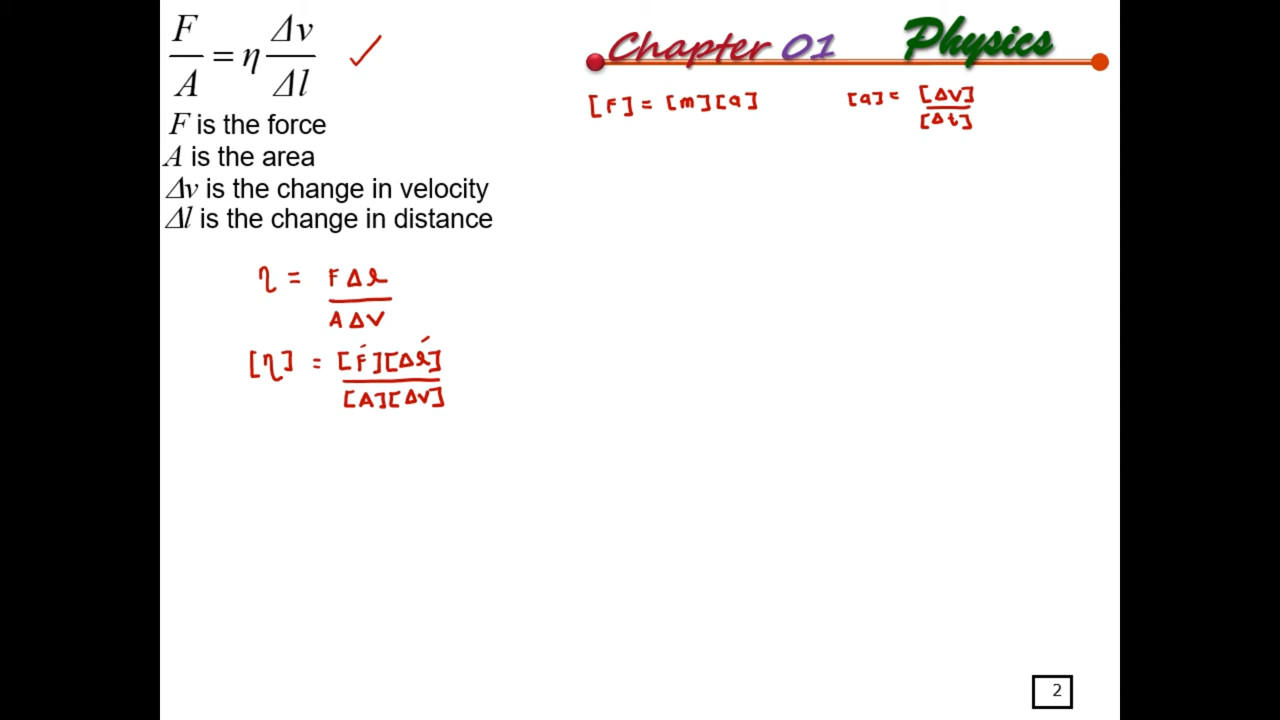 F/A = η Δv/Δl ✓
F is the force
A is the area
Δv is the change in velocity
Δl is the change in distance
η = FΔl / AΔV
[η] = [F][Δl] / [A][ΔV]
Chapter 01 Physics
[F] = [m][a]
[a] = [ΔV] / [Δt]
2